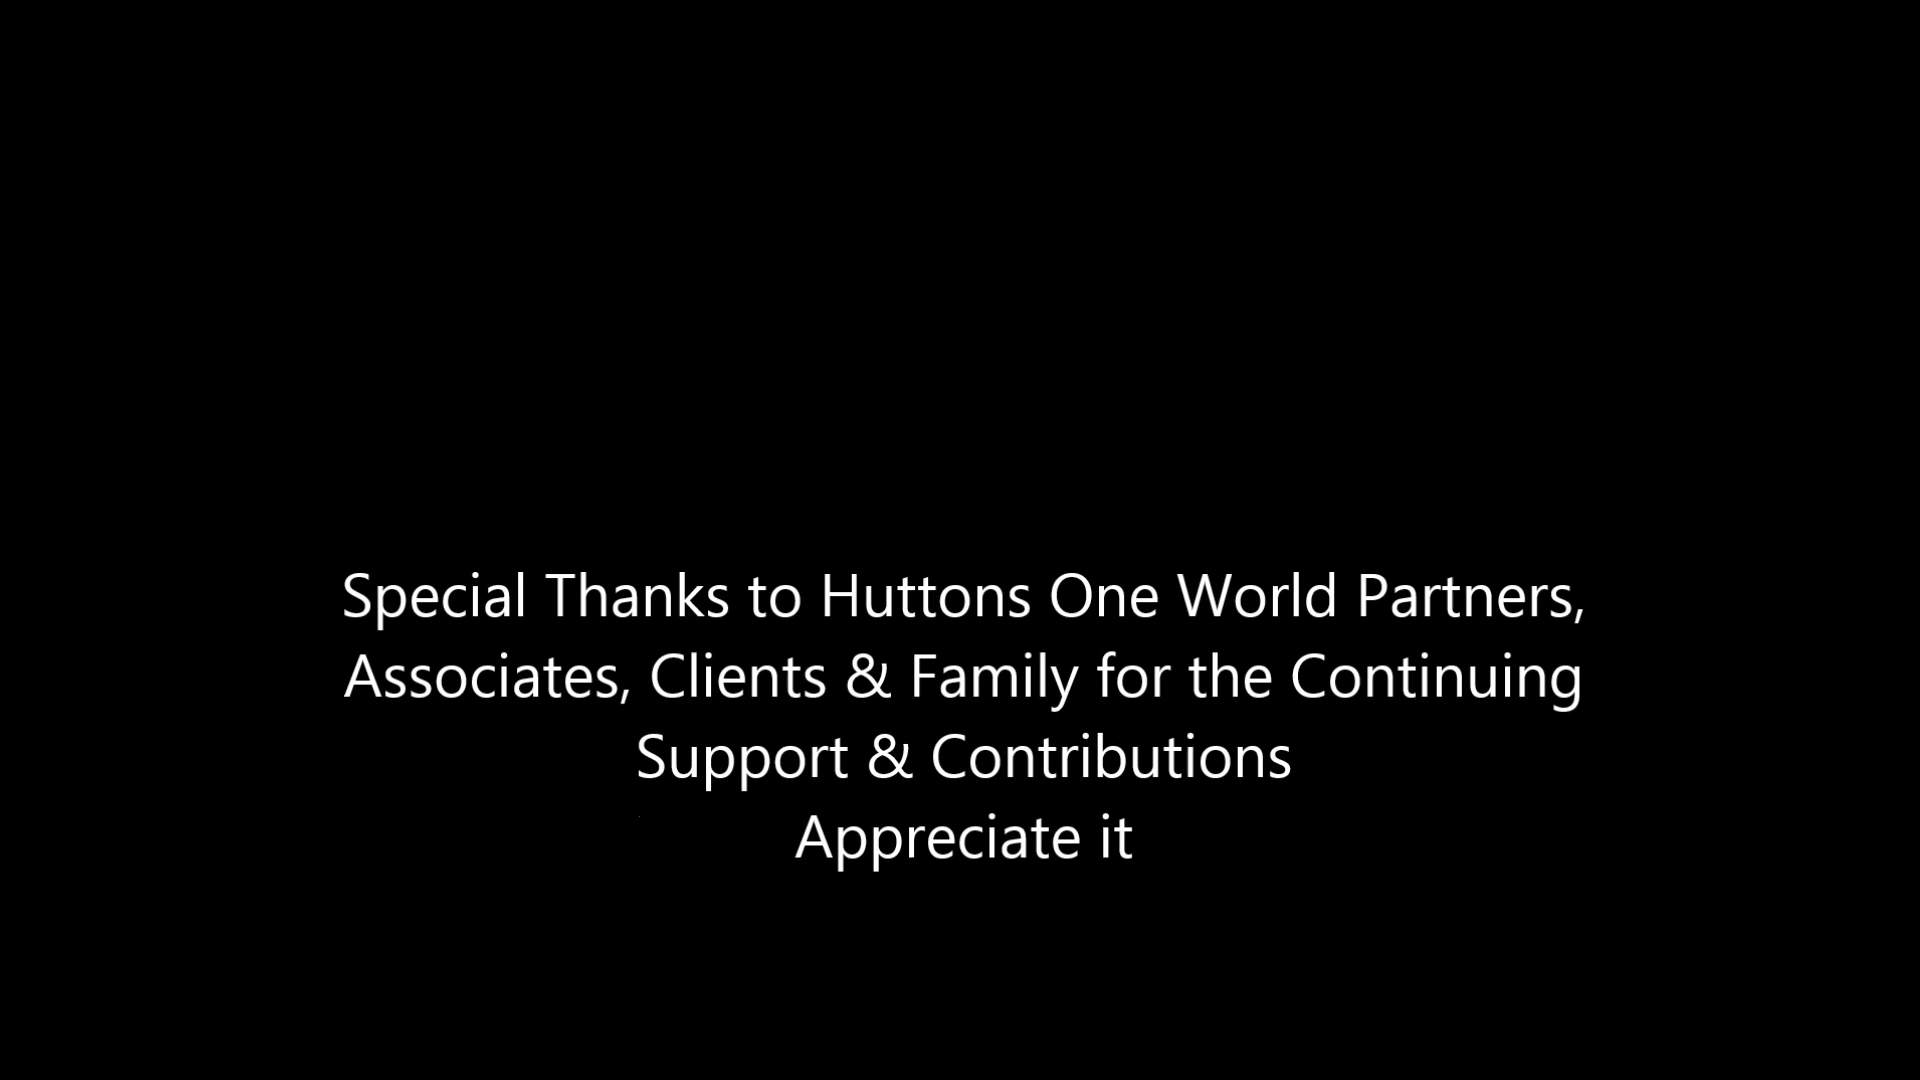 Special Thanks to Huttons One World Partners,
Associates, Clients & Family for the Continuing
Support & Contributions
Appreciate it